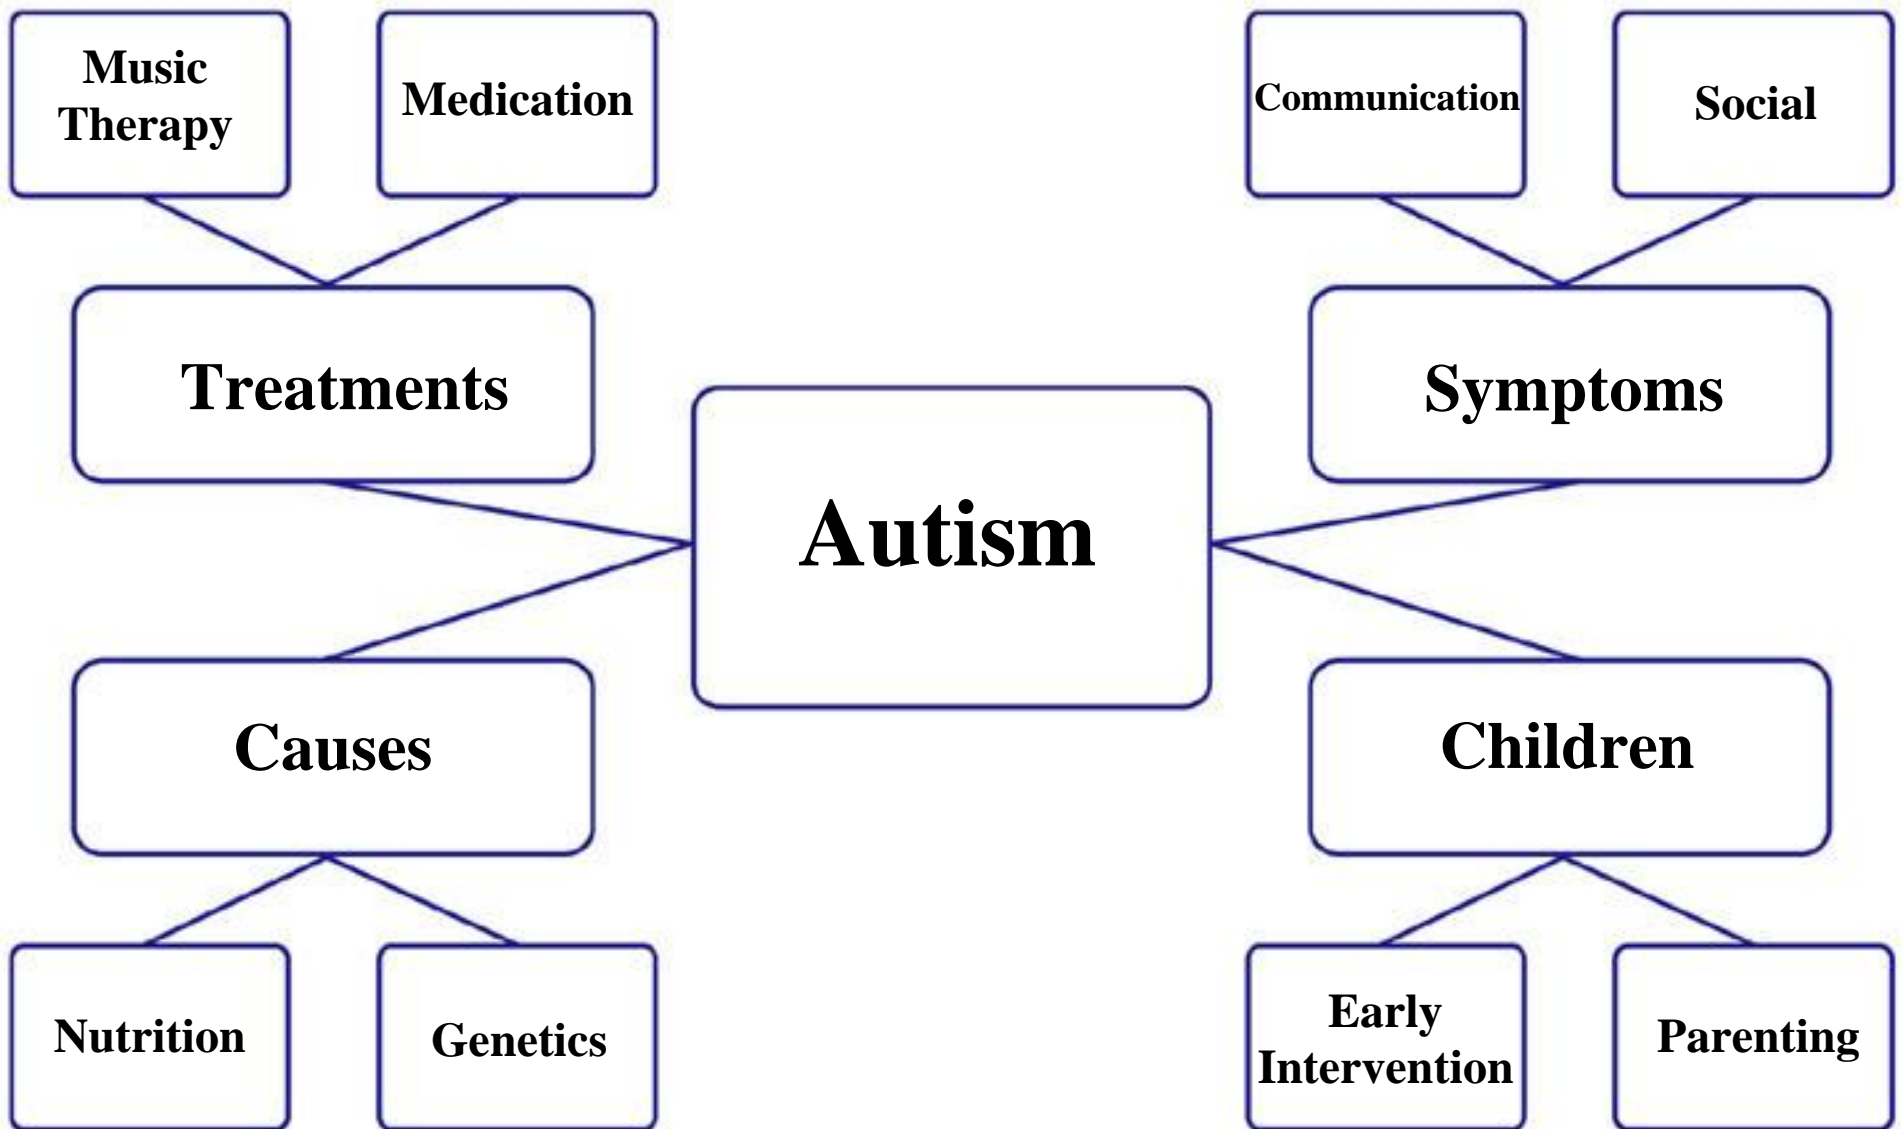 Music
Therapy
Medication
Communication
Social
Treatments
Symptoms
Autism
Causes
Children
Nutrition
Genetics
Early
Intervention
Parenting